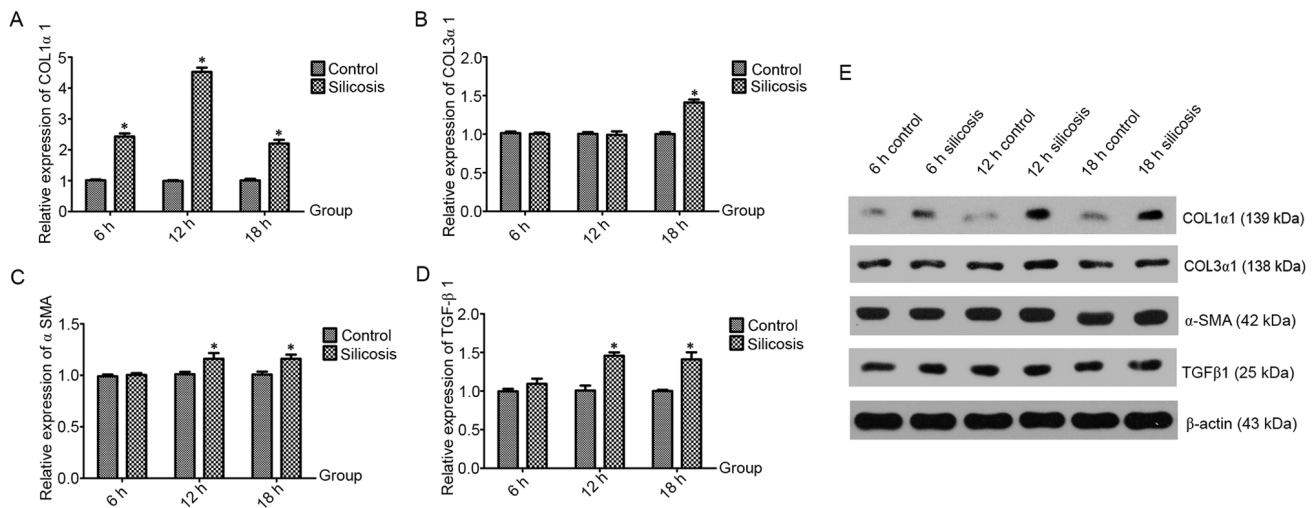 A
Relative expression of COL1α 1
5
4
3
2
1
0
*
*
*
Control
Silicosis
6 h
12 h
18 h
Group
B
Relative expression of COL3α 1
2.0
1.5
1.0
0.5
0
*
Control
Silicosis
6 h
12 h
18 h
Group
C
Relative expression of α SMA
1.5
1.0
0.5
0.0
*
*
Control
Silicosis
6 h
12 h
18 h
Group
D
Relative expression of TGF-β 1
2.0
1.5
1.0
0.5
0.0
*
*
Control
Silicosis
6 h
12 h
18 h
Group
E
6 h control
6 h silicosis
12 h control
12 h silicosis
18 h control
18 h silicosis
COL1α1 (139 kDa)
COL3α1 (138 kDa)
α-SMA (42 kDa)
TGFβ1 (25 kDa)
β-actin (43 kDa)